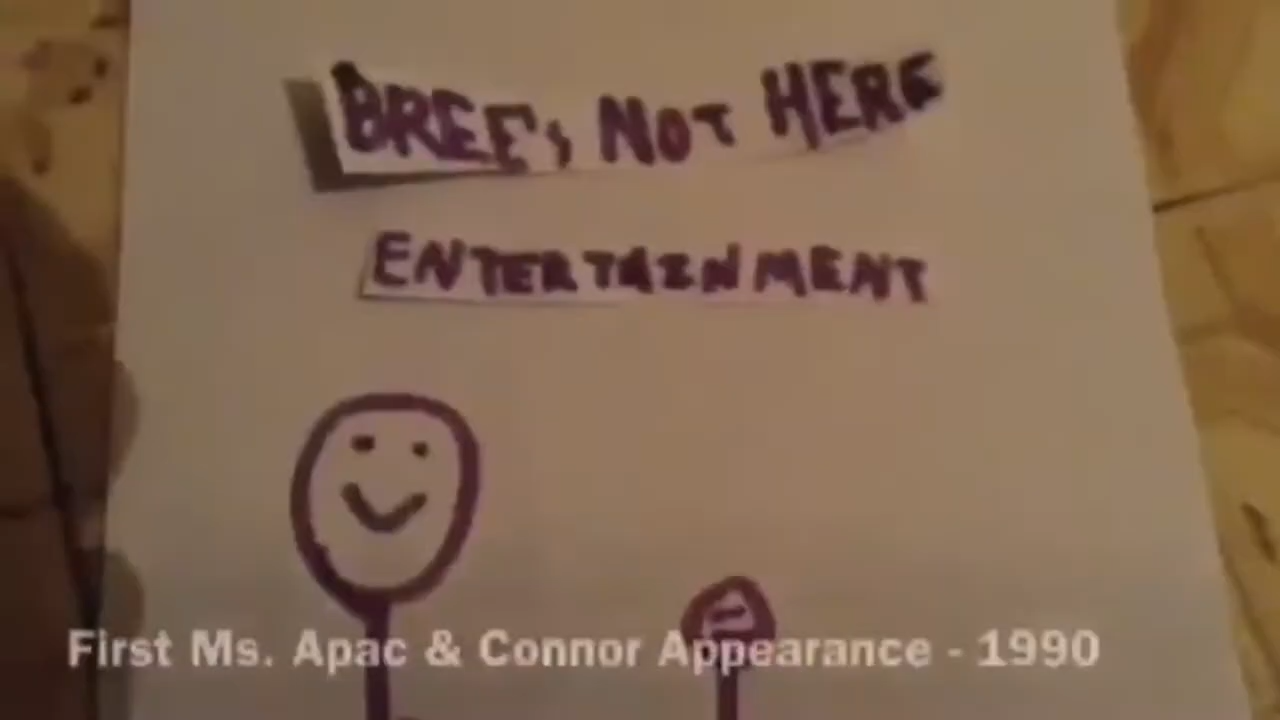 BREE's NOT HERE
ENTERTAINMENT
First Ms. Apac & Connor Appearance - 1990